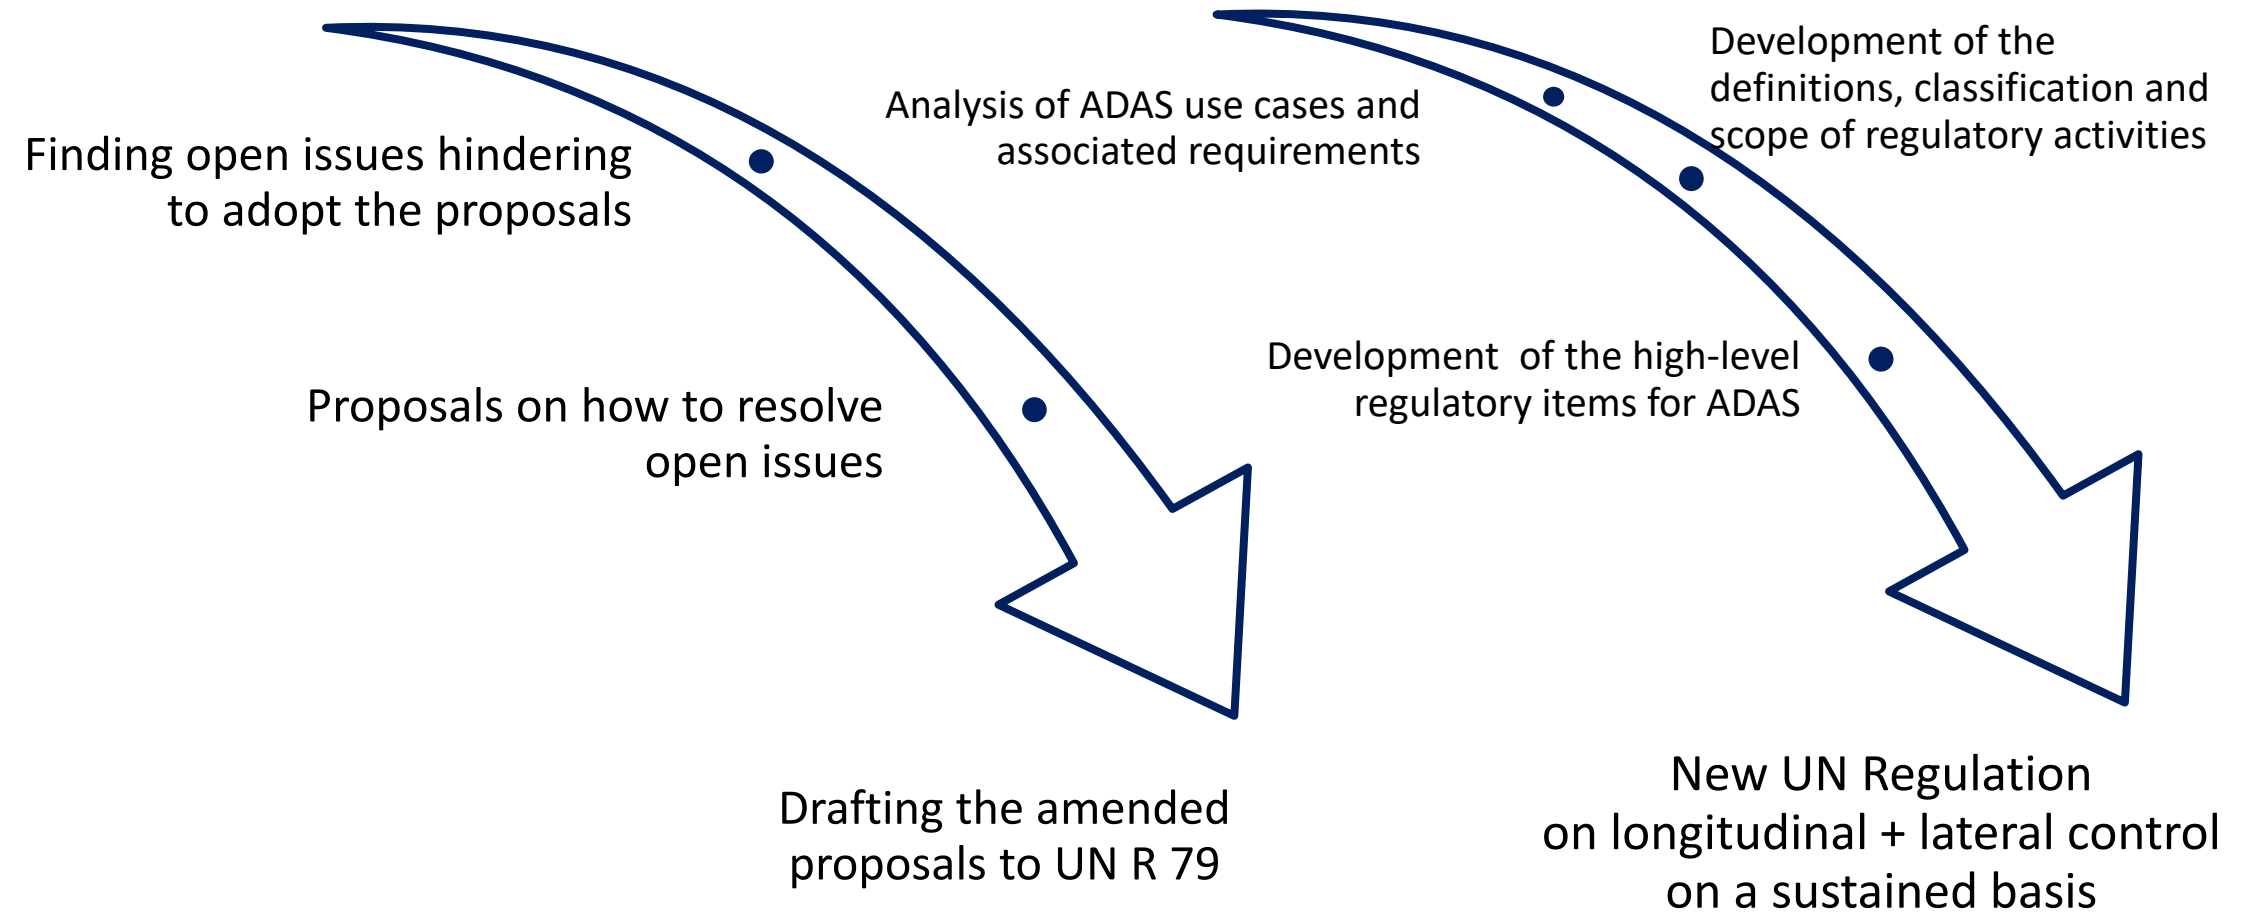 Finding open issues hindering
to adopt the proposals
Proposals on how to resolve
open issues
Drafting the amended
proposals to UN R 79
Analysis of ADAS use cases and
associated requirements
Development of the
definitions, classification and
scope of regulatory activities
Development of the high-level
regulatory items for ADAS
New UN Regulation
on longitudinal + lateral control
on a sustained basis